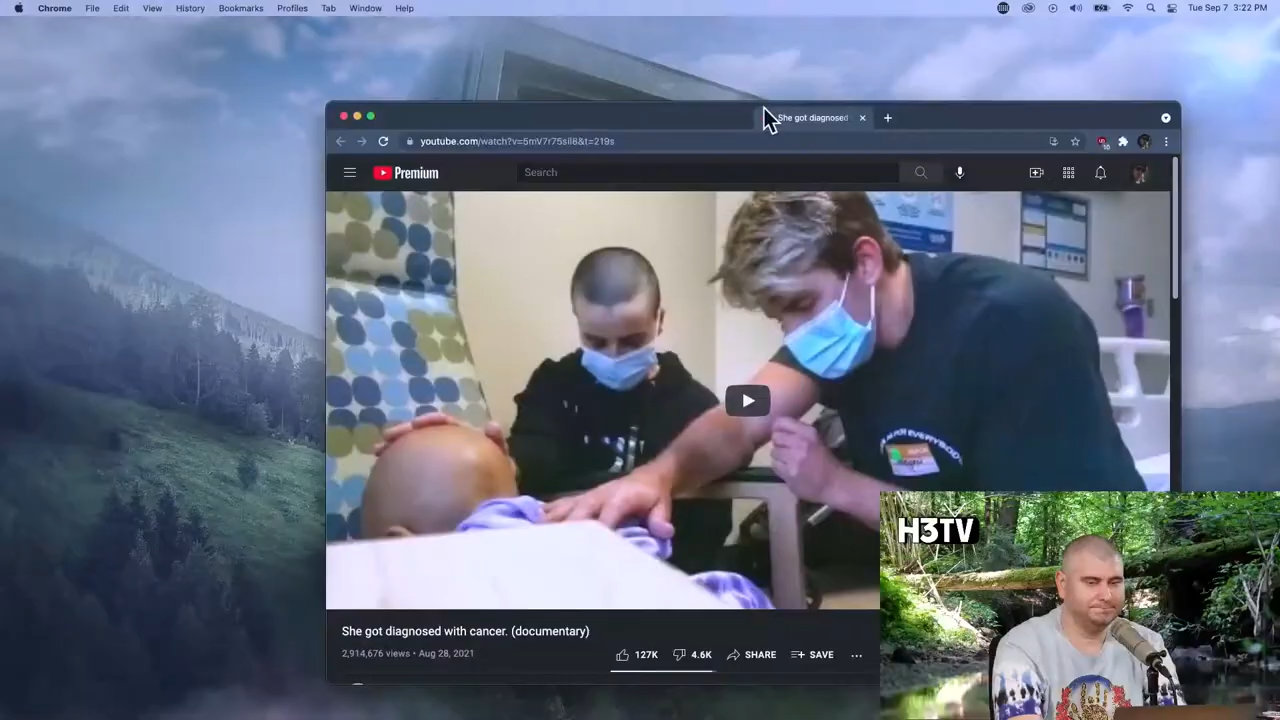 Chrome File Edit View History Bookmarks Profiles Tab Window Help
Tue Sep 7 3:22 PM
She got diagnosed
youtube.com/watch?v=5mV7r75siI8&t=219s
Premium
Search
H3TV
She got diagnosed with cancer. (documentary)
2,914,676 views • Aug 28, 2021
127K 4.6K SHARE SAVE